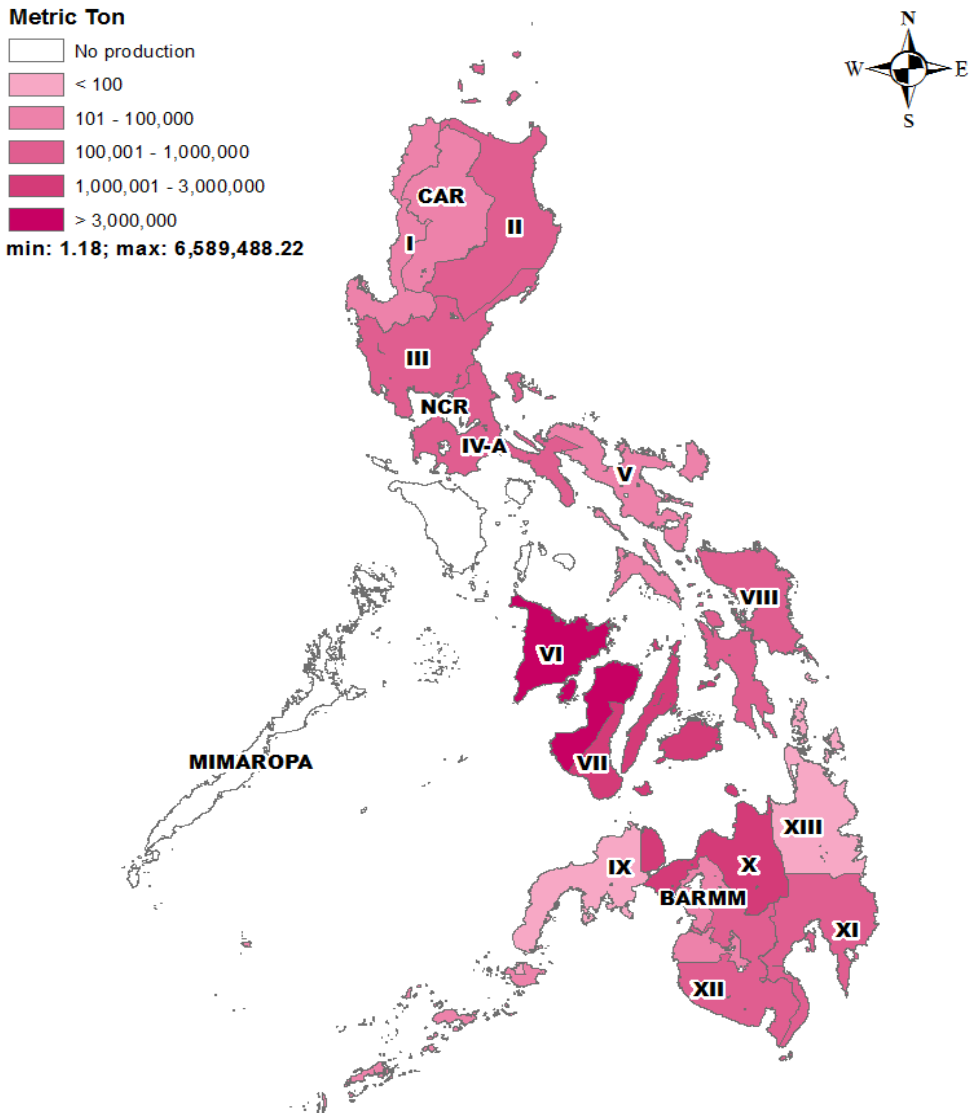 Metric Ton
No production
< 100
101 - 100,000
100,001 - 1,000,000
1,000,001 - 3,000,000
> 3,000,000
min: 1.18; max: 6,589,488.22
N
W E
S
CAR
II
I
III
NCR
IV-A
V
VIII
VI
MIMAROPA
VII
XIII
IX
X
BARMM
XI
XII